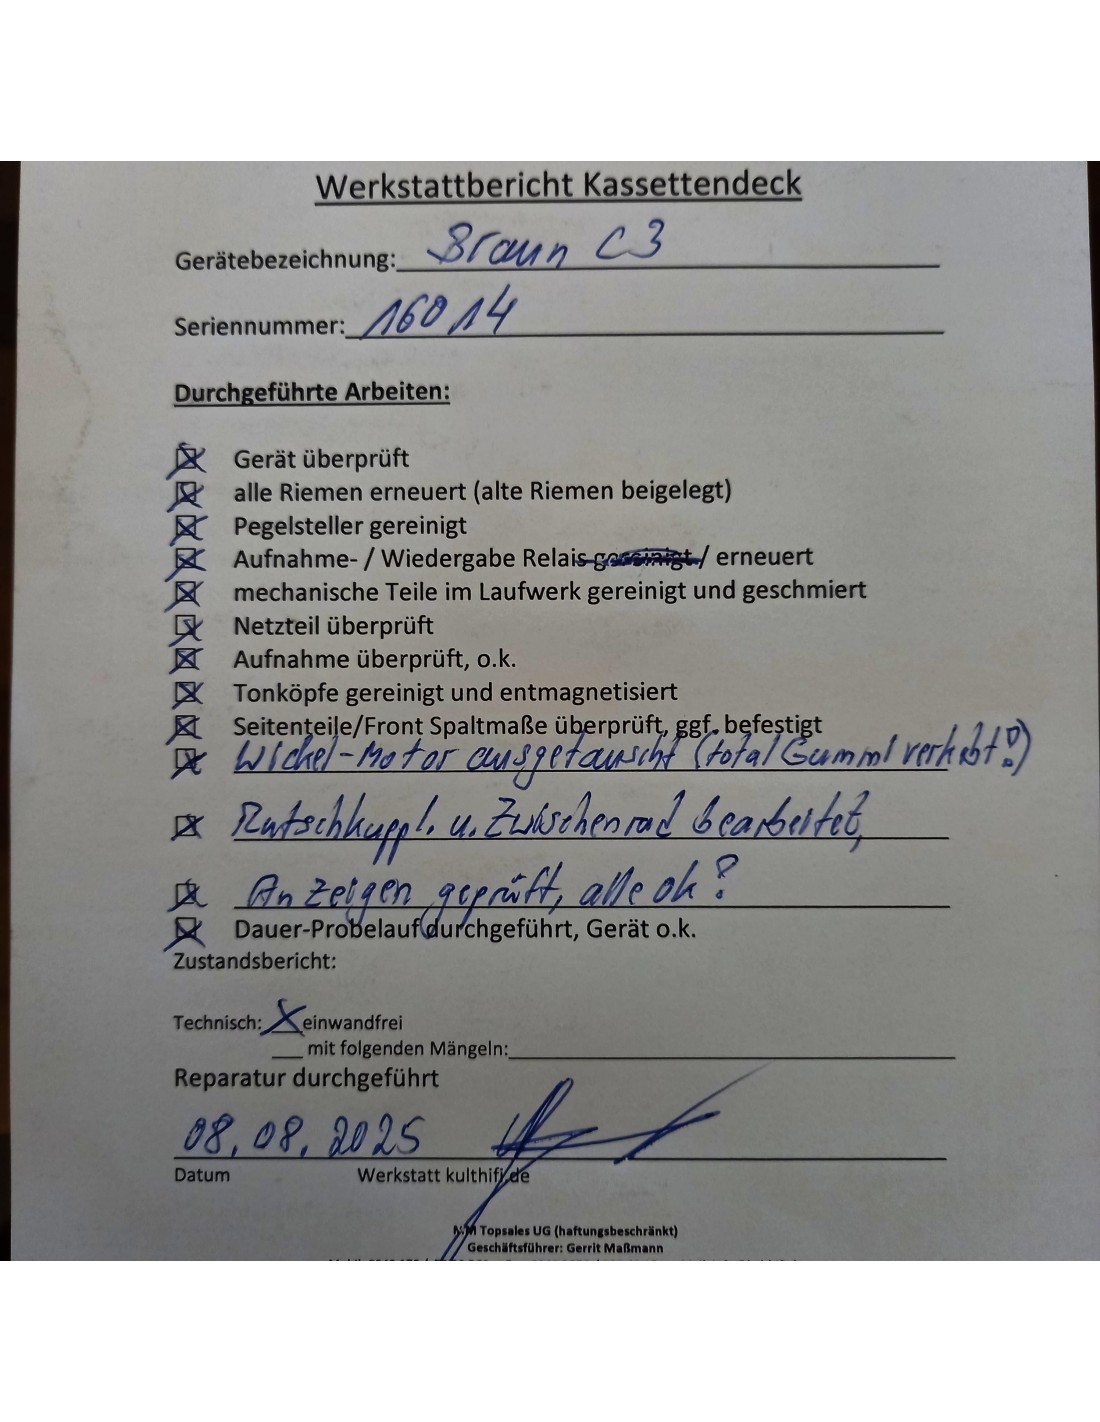 Werkstattbericht Kassettendeck
Gerätebezeichnung: Braun C3
Seriennummer: 16014
Durchgeführte Arbeiten:
Gerät überprüft
alle Riemen erneuert (alte Riemen beigelegt)
Pegelsteller gereinigt
Aufnahme- / Wiedergabe Relais gereinigt / erneuert
mechanische Teile im Laufwerk gereinigt und geschmiert
Netzteil überprüft
Aufnahme überprüft, o.k.
Tonköpfe gereinigt und entmagnetisiert
Seitenteile/Front Spaltmaße überprüft, ggf. befestigt
Wickel-Motor ausgetauscht (total Gummi verklebt!)
Rutschkuppl. u. Zwischenrad bearbeitet,
Anzeigen geprüft, alle ok!
Dauer-Probelauf durchgeführt, Gerät o.k.
Zustandsbericht:
Technisch: X einwandfrei
___ mit folgenden Mängeln:
Reparatur durchgeführt
08.08.2025
Datum Werkstatt kulthifi.de
NM Topsales UG (haftungsbeschränkt)
Geschäftsführer: Gerrit Maßmann